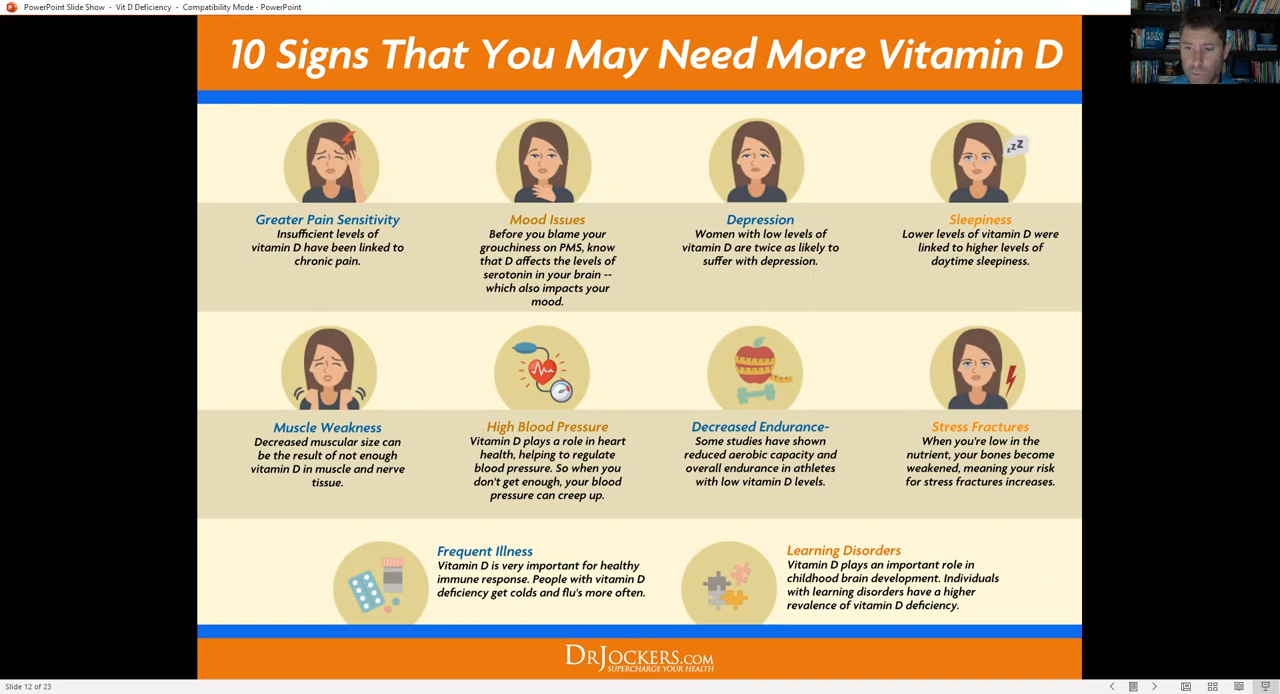 PowerPoint Slide Show - Vit D Deficiency - Compatibility Mode - PowerPoint
10 Signs That You May Need More Vitamin D
zzZ
Greater Pain Sensitivity
Insufficient levels of
vitamin D have been linked to
chronic pain.
Mood Issues
Before you blame your
grouchiness on PMS, know
that D affects the levels of
serotonin in your brain --
which also impacts your
mood.
Depression
Women with low levels of
vitamin D are twice as likely to
suffer with depression.
Sleepiness
Lower levels of vitamin D were
linked to higher levels of
daytime sleepiness.
Muscle Weakness
Decreased muscular size can
be the result of not enough
vitamin D in muscle and nerve
tissue.
High Blood Pressure
Vitamin D plays a role in heart
health, helping to regulate
blood pressure. So when you
don't get enough, your blood
pressure can creep up.
Decreased Endurance-
Some studies have shown
reduced aerobic capacity and
overall endurance in athletes
with low vitamin D levels.
Stress Fractures
When you're low in the
nutrient, your bones become
weakened, meaning your risk
for stress fractures increases.
Frequent Illness
Vitamin D is very important for healthy
immune response. People with vitamin D
deficiency get colds and flu's more often.
Learning Disorders
Vitamin D plays an important role in
childhood brain development. Individuals
with learning disorders have a higher
revalence of vitamin D deficiency.
DRJOCKERS.COM
SUPERCHARGE YOUR HEALTH
Slide 12 of 23